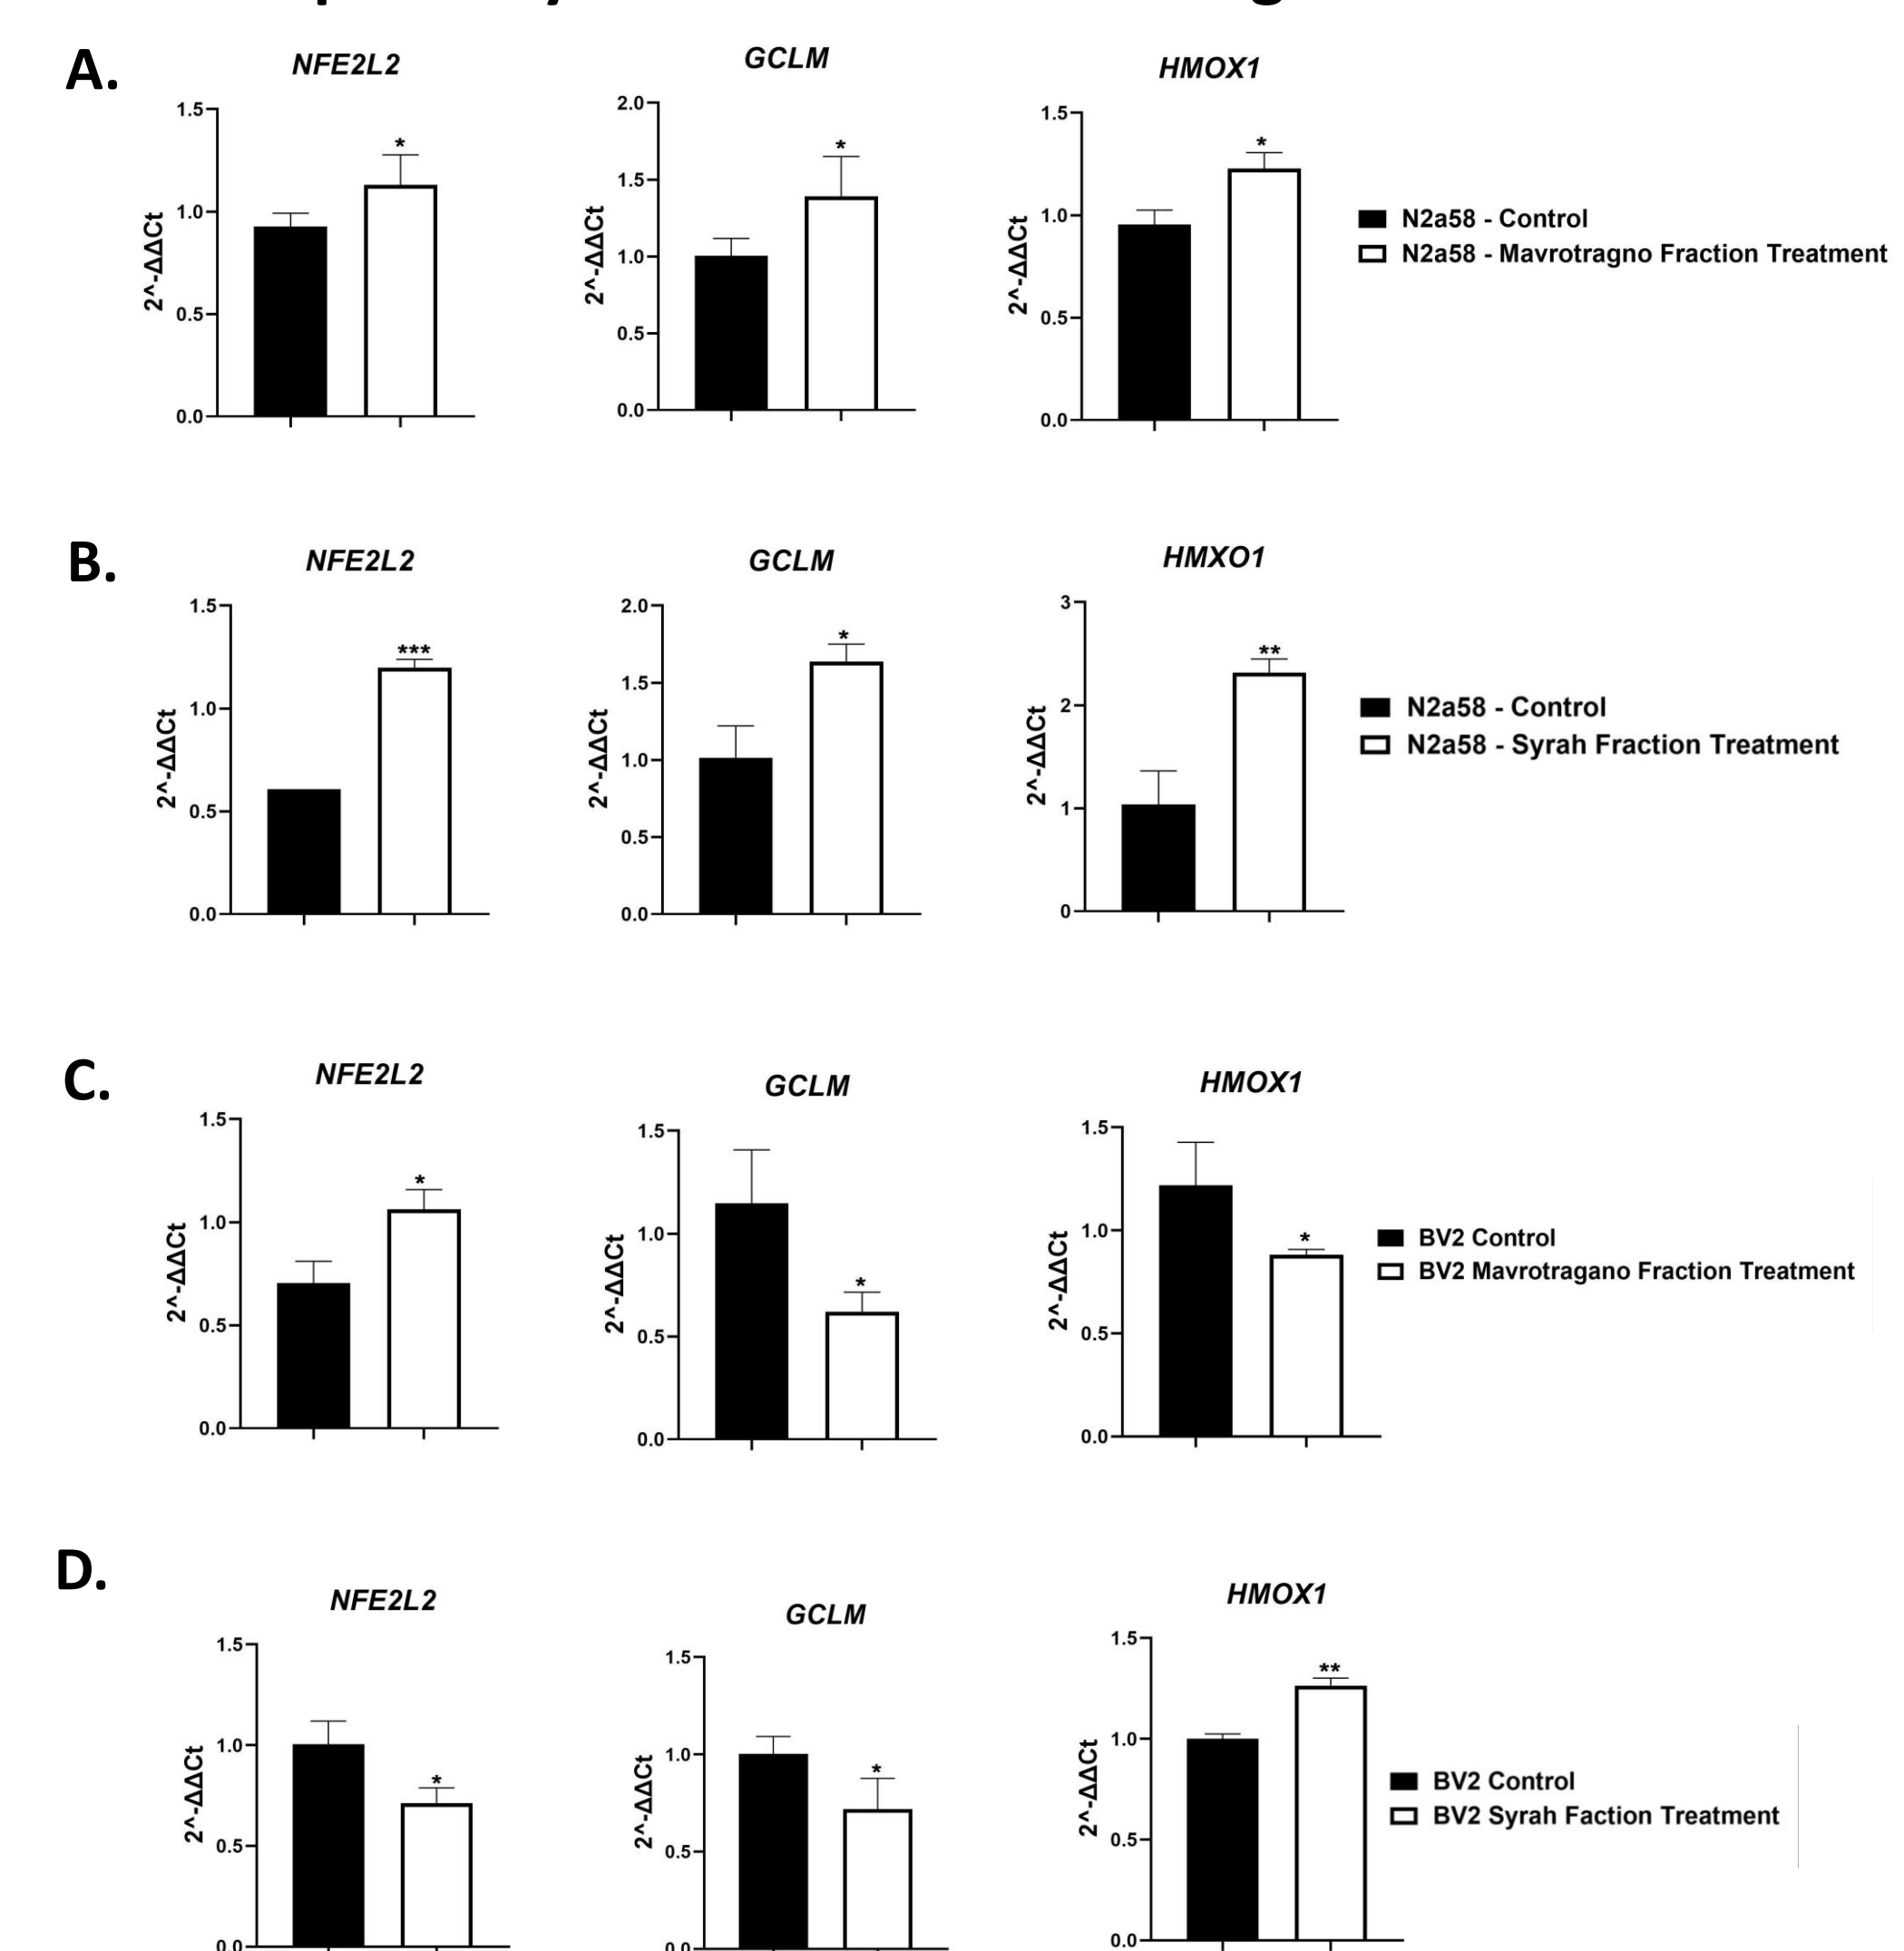 A.
NFE2L2
GCLM
HMOX1
1.5
1.0
0.5
0.0
2^-ΔΔCt
*
2.0
1.5
1.0
0.5
0.0
2^-ΔΔCt
*
1.5
1.0
0.5
0.0
2^-ΔΔCt
*
N2a58 - Control
N2a58 - Mavrotragno Fraction Treatment
B.
NFE2L2
GCLM
HMXO1
1.5
1.0
0.5
0.0
2^-ΔΔCt
***
2.0
1.5
1.0
0.5
0.0
2^-ΔΔCt
*
3
2
1
0
2^-ΔΔCt
**
N2a58 - Control
N2a58 - Syrah Fraction Treatment
C.
NFE2L2
GCLM
HMOX1
1.5
1.0
0.5
0.0
2^-ΔΔCt
*
1.5
1.0
0.5
0.0
2^-ΔΔCt
*
1.5
1.0
0.5
0.0
2^-ΔΔCt
*
BV2 Control
BV2 Mavrotragano Fraction Treatment
D.
NFE2L2
GCLM
HMOX1
1.5
1.0
0.5
0.0
2^-ΔΔCt
*
1.5
1.0
0.5
0.0
2^-ΔΔCt
*
1.5
1.0
0.5
0.0
2^-ΔΔCt
**
BV2 Control
BV2 Syrah Faction Treatment